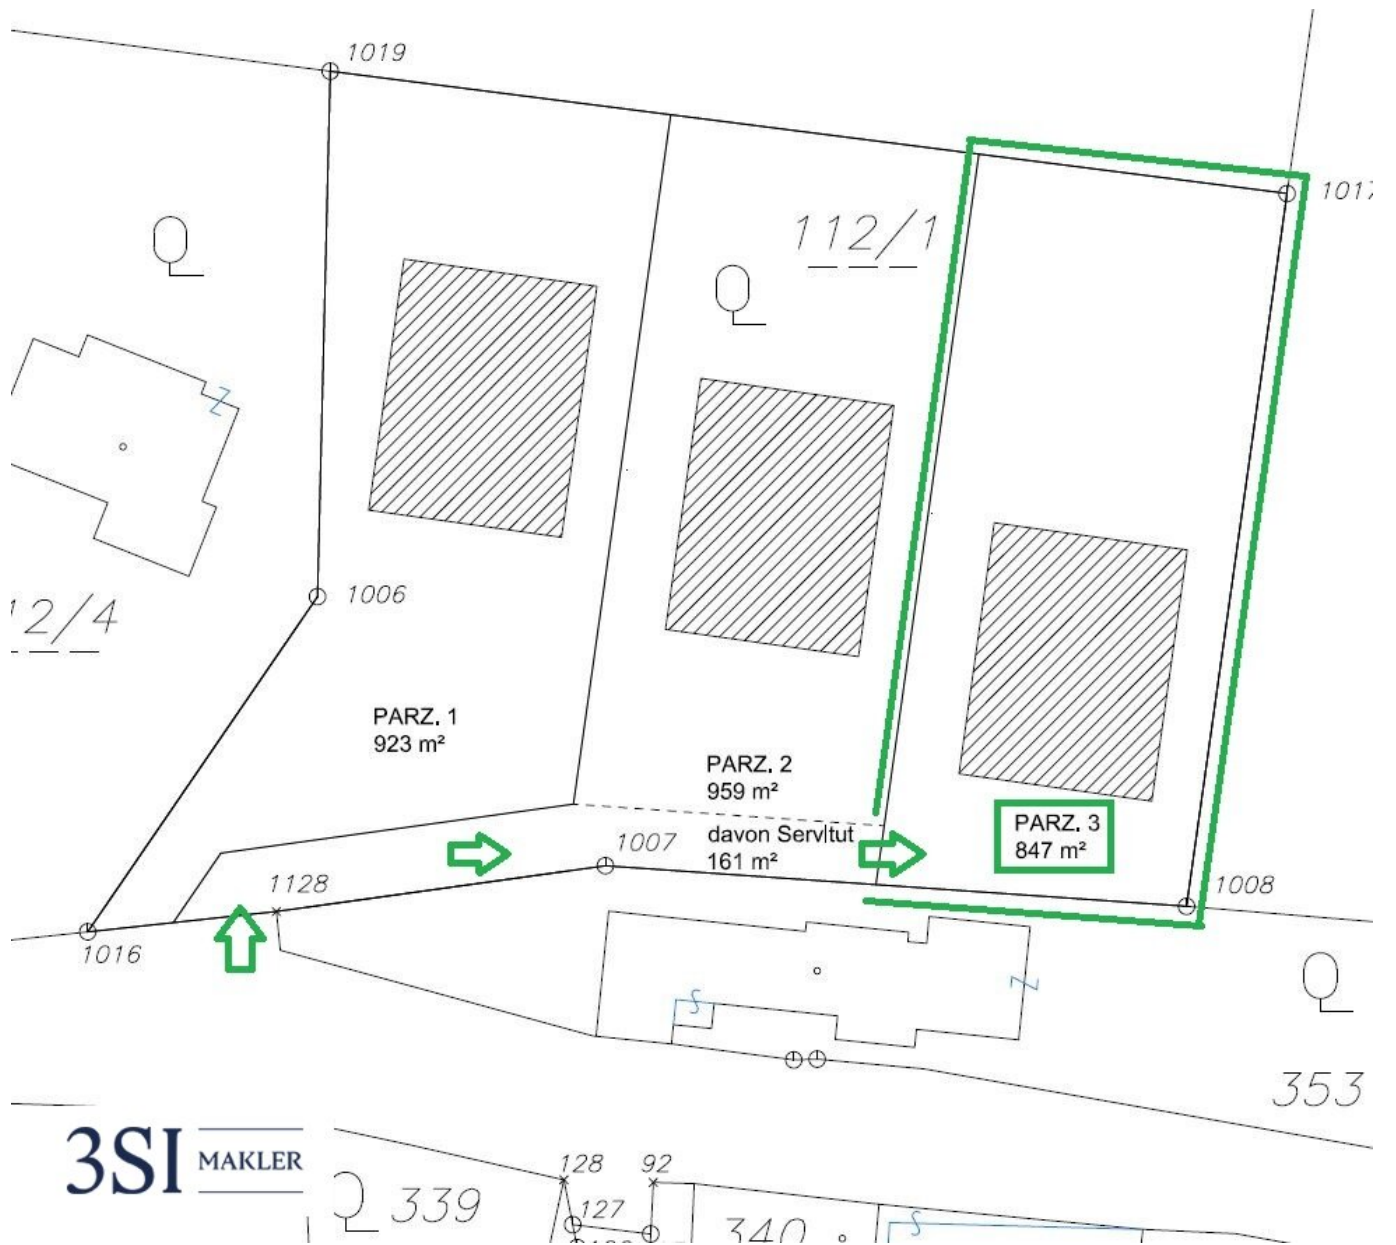 1019
1017
112/1
1006
12/4
PARZ. 1
923 m²
PARZ. 2
959 m²
davon Servitut
161 m²
PARZ. 3
847 m²
1007
1128
1008
1016
353
3SI MAKLER
128
92
127
339
340